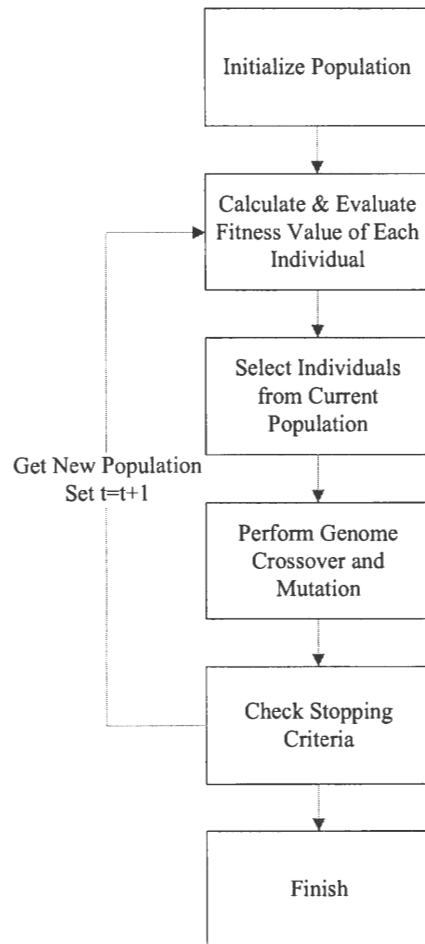 Initialize Population
Calculate & Evaluate
Fitness Value of Each
Individual
Select Individuals
from Current
Population
Get New Population
Set t=t+1
Perform Genome
Crossover and
Mutation
Check Stopping
Criteria
Finish